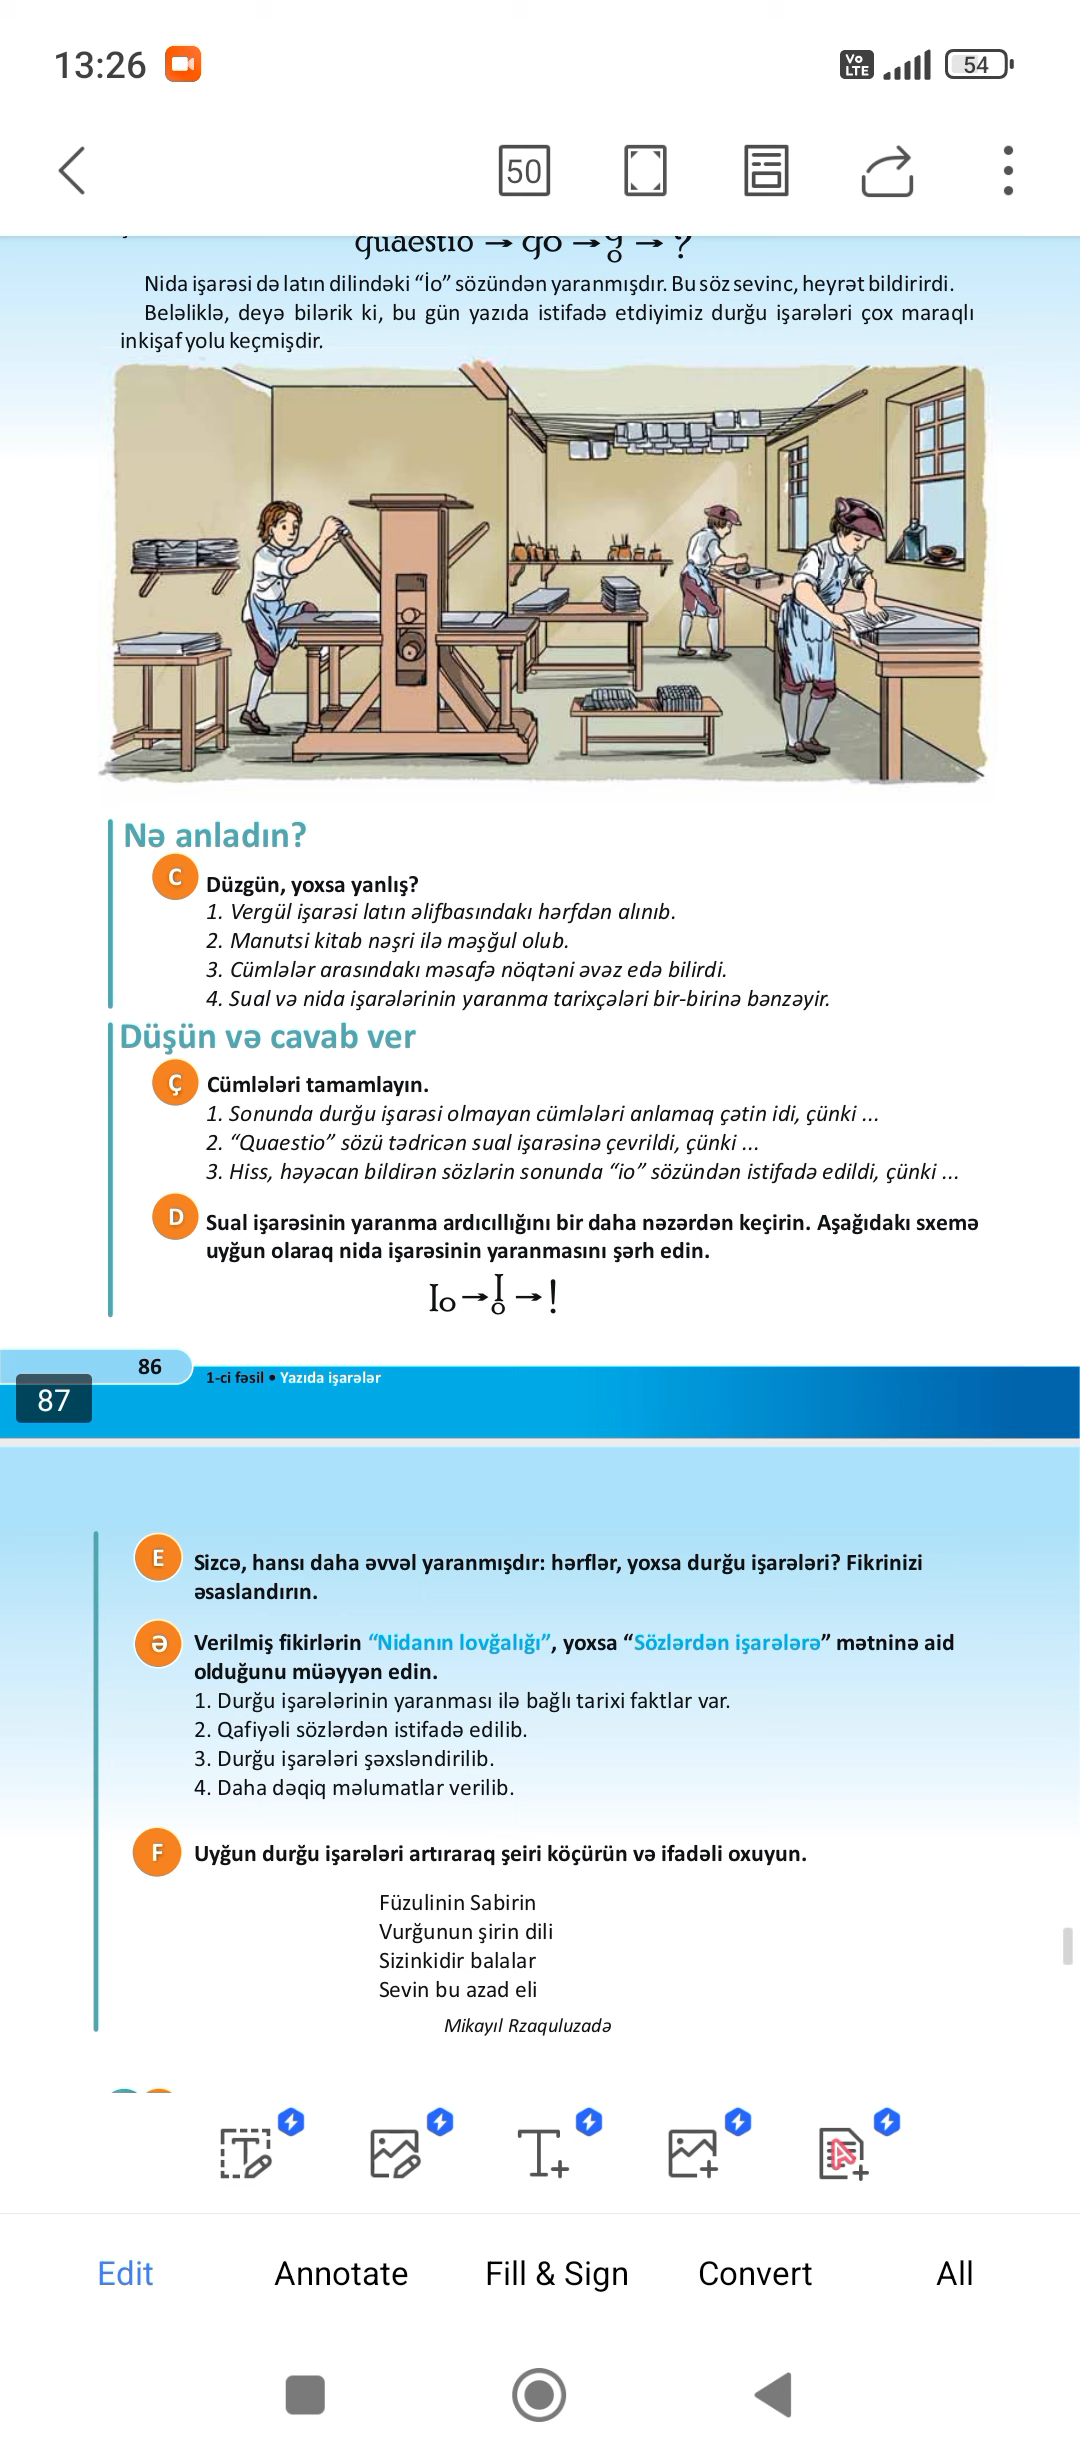 13:26
Vo LTE
54
50
quaestio → qo → q o → ?
Nida işarəsi də latın dilindəki “İo” sözündən yaranmışdır. Bu söz sevinc, heyrət bildirirdi.
Beləliklə, deyə bilərik ki, bu gün yazıda istifadə etdiyimiz durğu işarələri çox maraqlı
inkişaf yolu keçmişdir.
Nə anladın?
C Düzgün, yoxsa yanlış?
1. Vergül işarəsi latın əlifbasındakı hərfdən alınıb.
2. Manutsi kitab nəşri ilə məşğul olub.
3. Cümlələr arasındakı məsafə nöqtəni əvəz edə bilirdi.
4. Sual və nida işarələrinin yaranma tarixçələri bir-birinə bənzəyir.
Düşün və cavab ver
Ç Cümlələri tamamlayın.
1. Sonunda durğu işarəsi olmayan cümlələri anlamaq çətin idi, çünki ...
2. “Quaestio” sözü tədricən sual işarəsinə çevrildi, çünki ...
3. Hiss, həyəcan bildirən sözlərin sonunda “io” sözündən istifadə edildi, çünki ...
D Sual işarəsinin yaranma ardıcıllığını bir daha nəzərdən keçirin. Aşağıdakı sxemə
uyğun olaraq nida işarəsinin yaranmasını şərh edin.
Io → I o → !
86
1-ci fəsil • Yazıda işarələr
87
E Sizcə, hansı daha əvvəl yaranmışdır: hərflər, yoxsa durğu işarələri? Fikrinizi
əsaslandırın.
Ə Verilmiş fikirlərin “Nidanın lovğalığı”, yoxsa “Sözlərdən işarələrə” mətninə aid
olduğunu müəyyən edin.
1. Durğu işarələrinin yaranması ilə bağlı tarixi faktlar var.
2. Qafiyəli sözlərdən istifadə edilib.
3. Durğu işarələri şəxsləndirilib.
4. Daha dəqiq məlumatlar verilib.
F Uyğun durğu işarələri artıraraq şeiri köçürün və ifadəli oxuyun.
Füzulinin Sabirin
Vurğunun şirin dili
Sizinkidir balalar
Sevin bu azad eli
Mikayıl Rzaquluzadə
Edit
Annotate
Fill & Sign
Convert
All